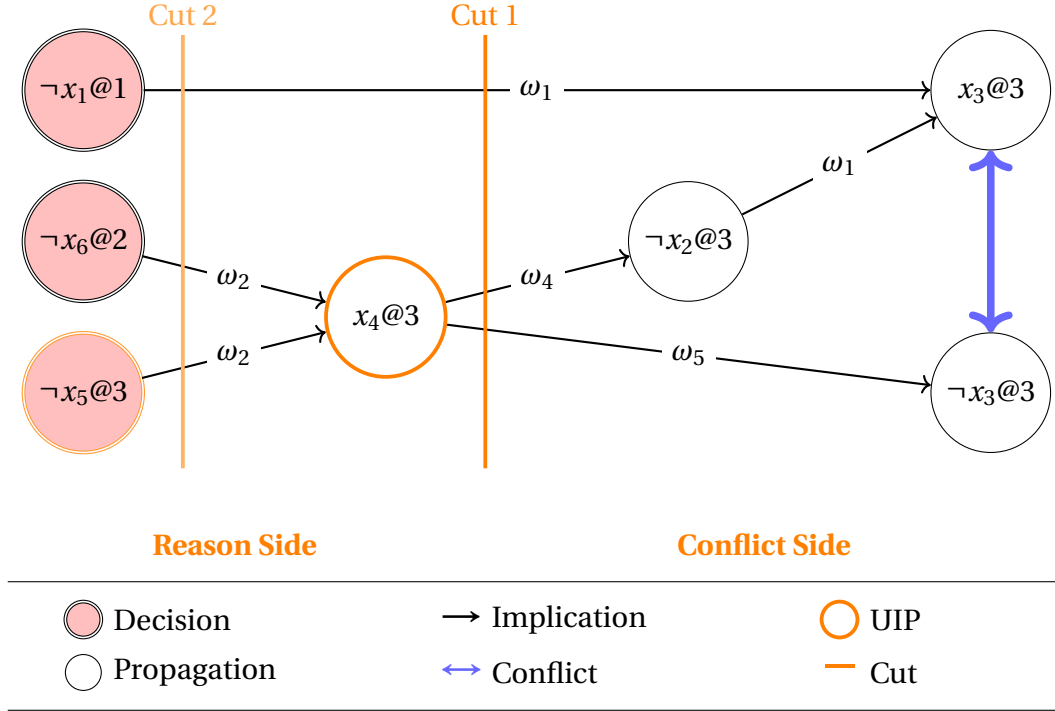 Cut 2
Cut 1
¬x₁@1
ω₁
x₃@3
ω₁
¬x₆@2
¬x₂@3
ω₂
ω₄
x₄@3
ω₂
ω₅
¬x₅@3
¬x₃@3
Reason Side
Conflict Side
Decision
Implication
UIP
Propagation
Conflict
Cut